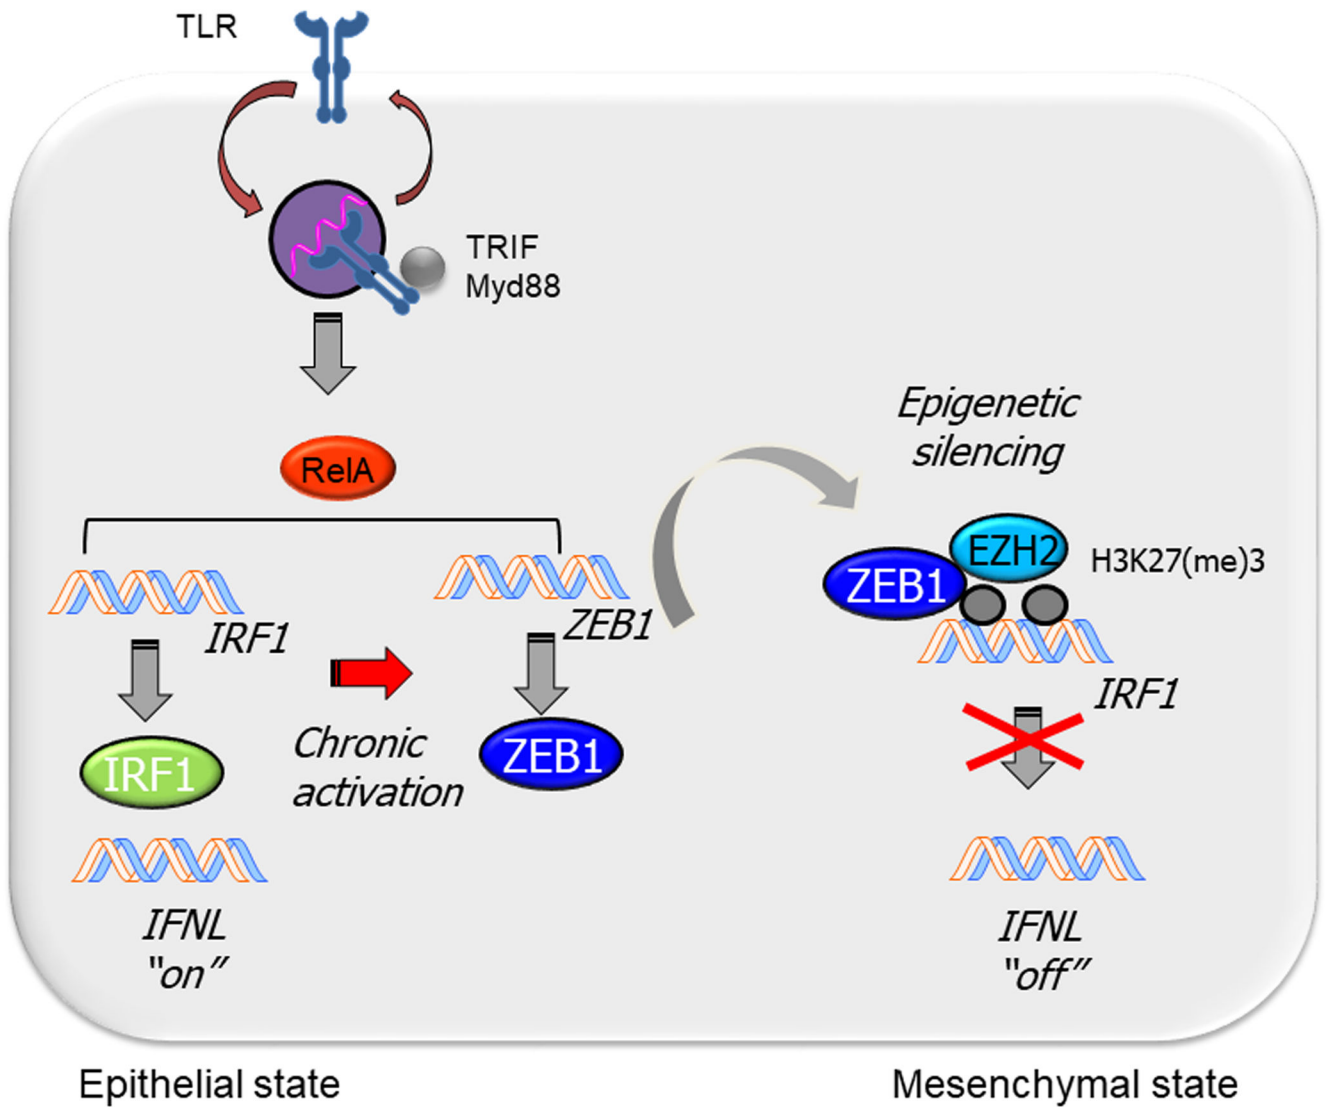 TLR
TRIF
Myd88
RelA
Epigenetic
silencing
IRF1
ZEB1
ZEB1
EZH2
H3K27(me)3
IRF1
Chronic
activation
IRF1
ZEB1
IFNL
“on”
IFNL
“off”
Epithelial state
Mesenchymal state